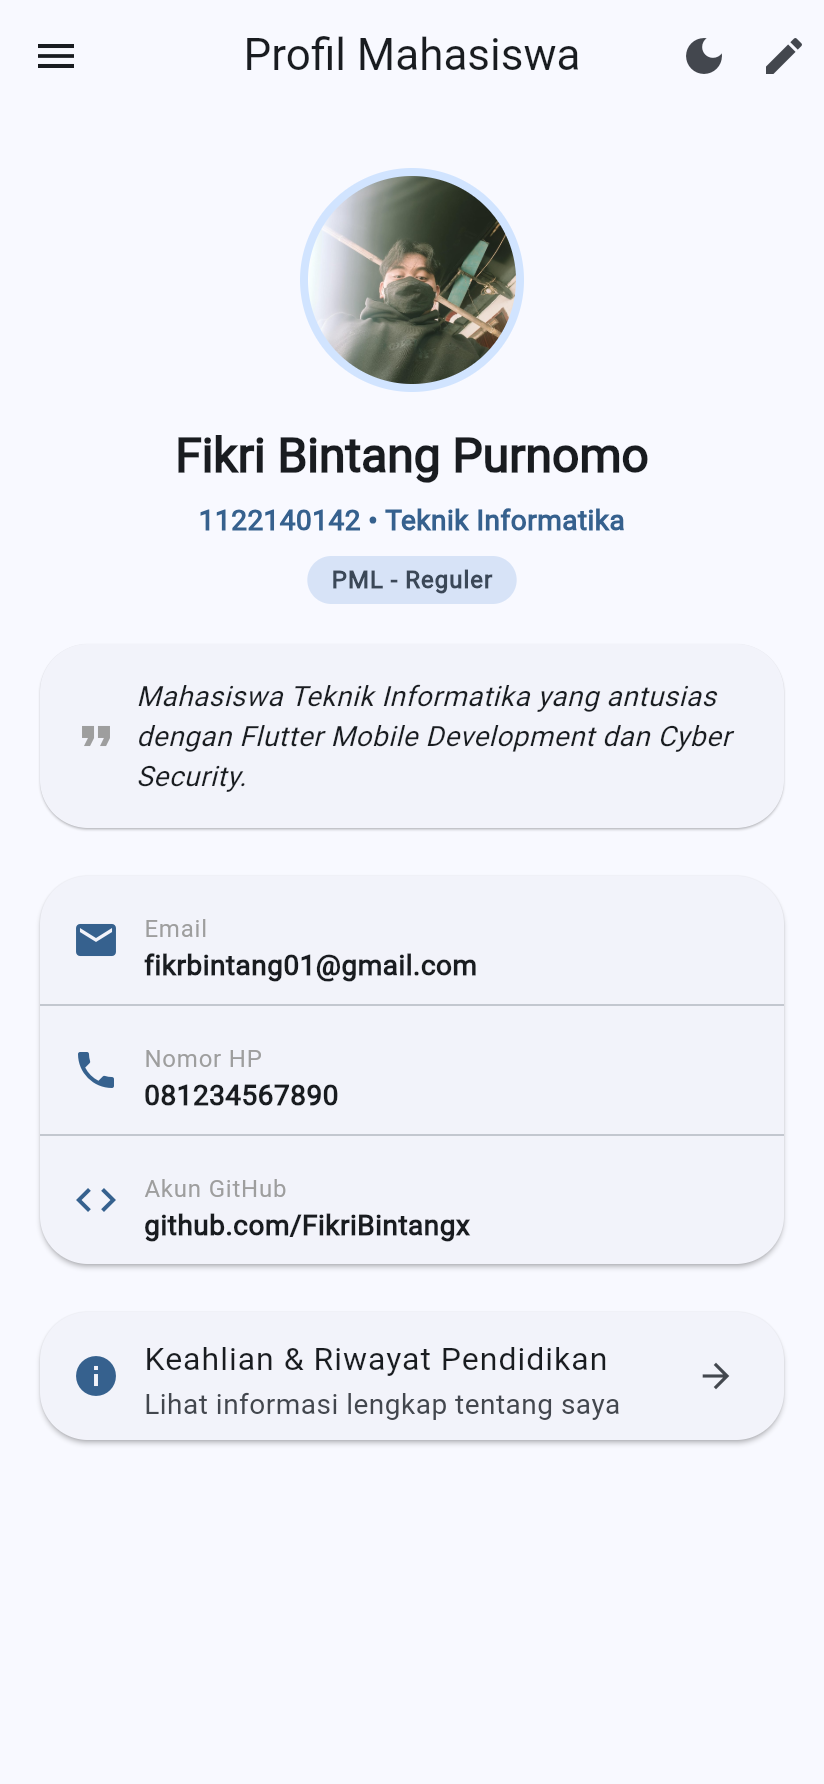 Profil Mahasiswa
Fikri Bintang Purnomo
1122140142 • Teknik Informatika
PML - Reguler
Mahasiswa Teknik Informatika yang antusias
dengan Flutter Mobile Development dan Cyber
Security.
Email
fikrbintang01@gmail.com
Nomor HP
081234567890
Akun GitHub
github.com/FikriBintangx
Keahlian & Riwayat Pendidikan
Lihat informasi lengkap tentang saya